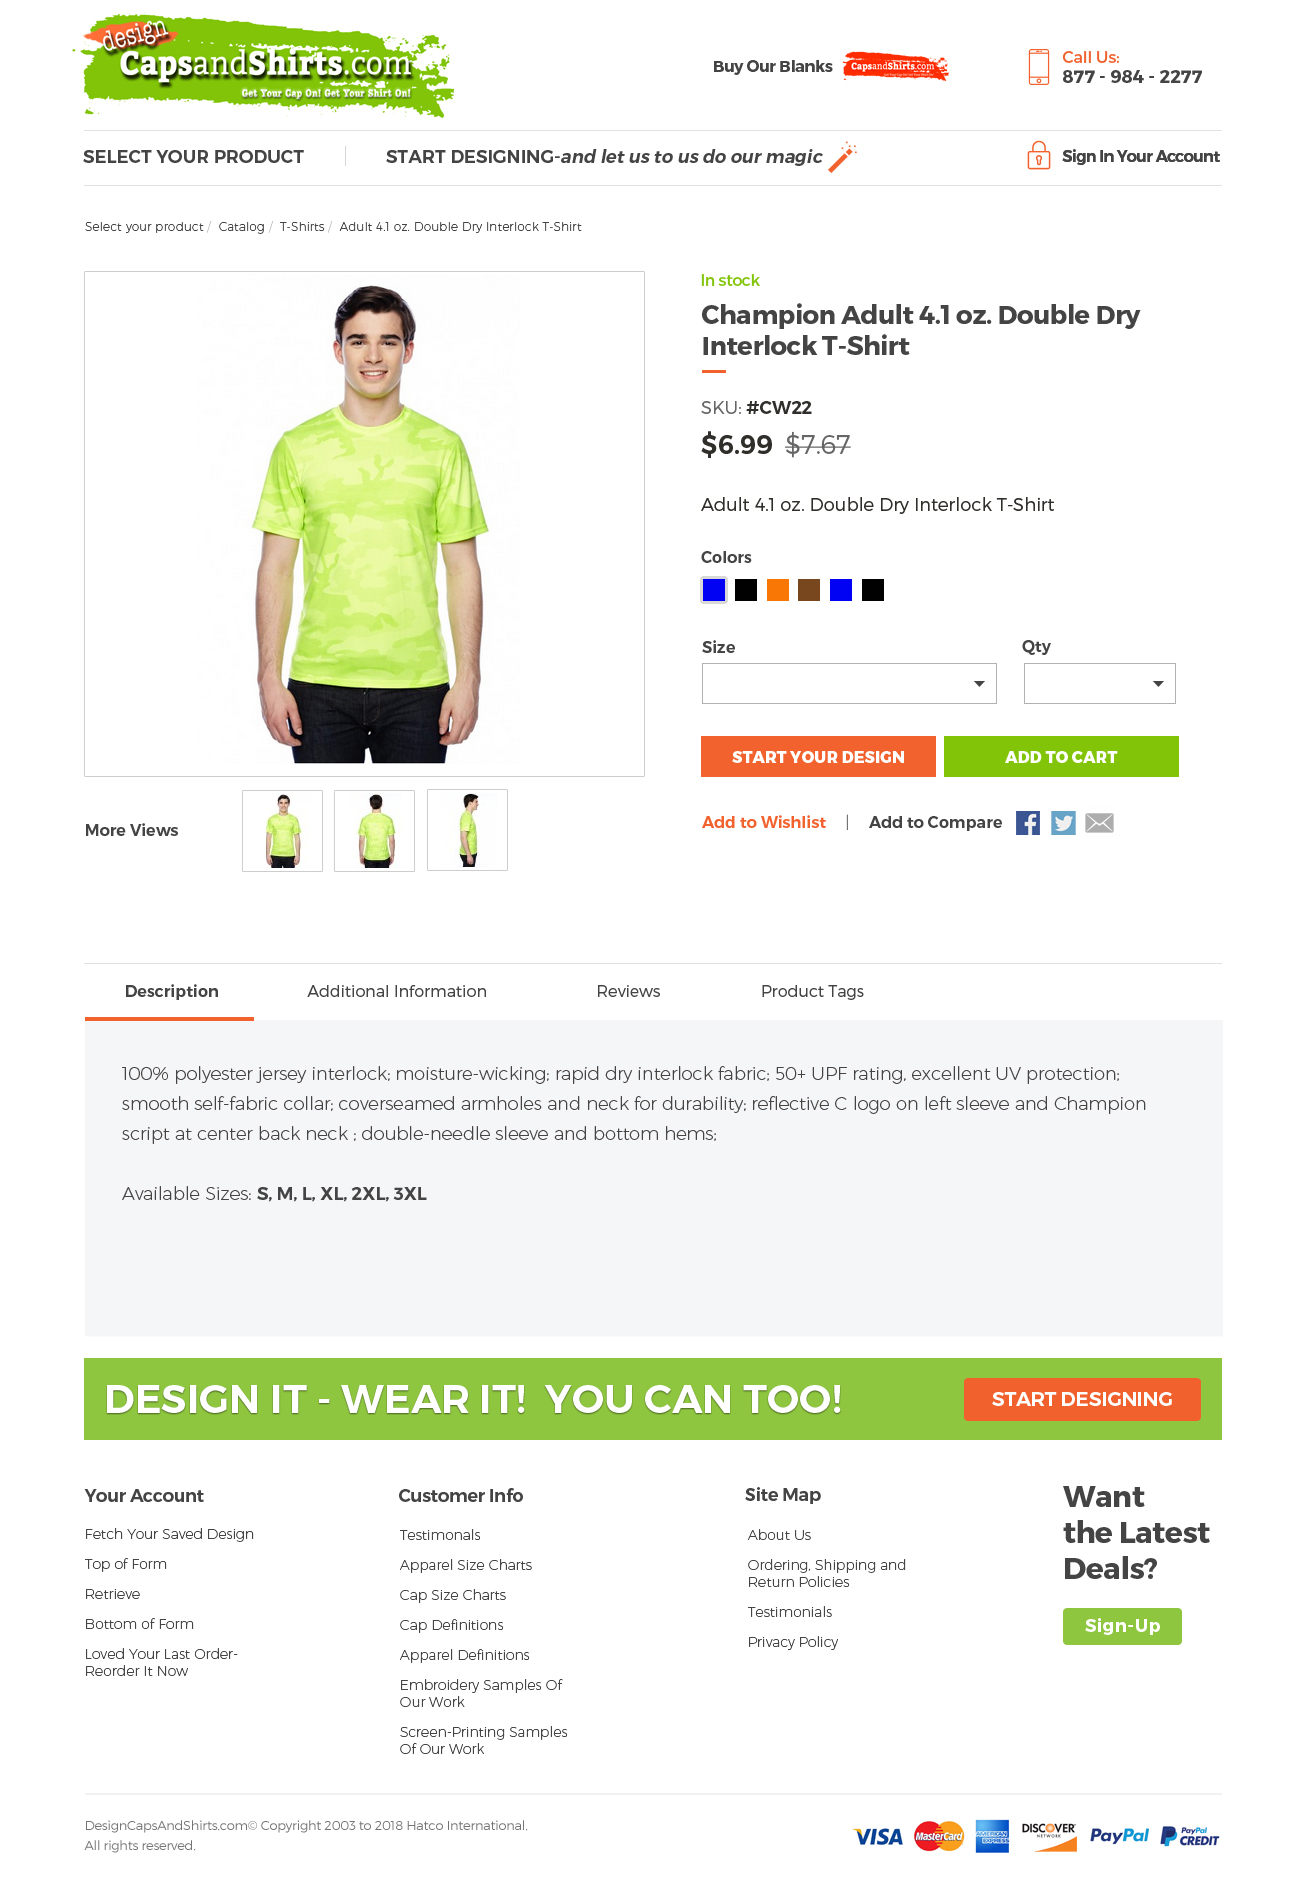 design
CapsandShirts.com
Get Your Cap On! Get Your Shirt On!
Buy Our Blanks
CapsandShirts.com
Call Us:
877 - 984 - 2277
SELECT YOUR PRODUCT
START DESIGNING-and let us to us do our magic
Sign In Your Account
Select your product / Catalog / T-Shirts / Adult 4.1 oz. Double Dry Interlock T-Shirt
In stock
Champion Adult 4.1 oz. Double Dry
Interlock T-Shirt
SKU: #CW22
$6.99 $7.67
Adult 4.1 oz. Double Dry Interlock T-Shirt
Colors
Size
Qty
START YOUR DESIGN
ADD TO CART
More Views
Add to Wishlist | Add to Compare
Description
Additional Information
Reviews
Product Tags
100% polyester jersey interlock; moisture-wicking; rapid dry interlock fabric; 50+ UPF rating, excellent UV protection;
smooth self-fabric collar; coverseamed armholes and neck for durability; reflective C logo on left sleeve and Champion
script at center back neck ; double-needle sleeve and bottom hems;
Available Sizes: S, M, L, XL, 2XL, 3XL
DESIGN IT - WEAR IT! YOU CAN TOO!
START DESIGNING
Your Account
Fetch Your Saved Design
Top of Form
Retrieve
Bottom of Form
Loved Your Last Order-
Reorder It Now
Customer Info
Testimonals
Apparel Size Charts
Cap Size Charts
Cap Definitions
Apparel Definitions
Embroidery Samples Of
Our Work
Screen-Printing Samples
Of Our Work
Site Map
About Us
Ordering, Shipping and
Return Policies
Testimonials
Privacy Policy
Want
the Latest
Deals?
Sign-Up
DesignCapsAndShirts.com© Copyright 2003 to 2018 Hatco International.
All rights reserved.
VISA
MasterCard
AMERICAN
EXPRESS
DISCOVER
NETWORK
PayPal
PayPal
CREDIT